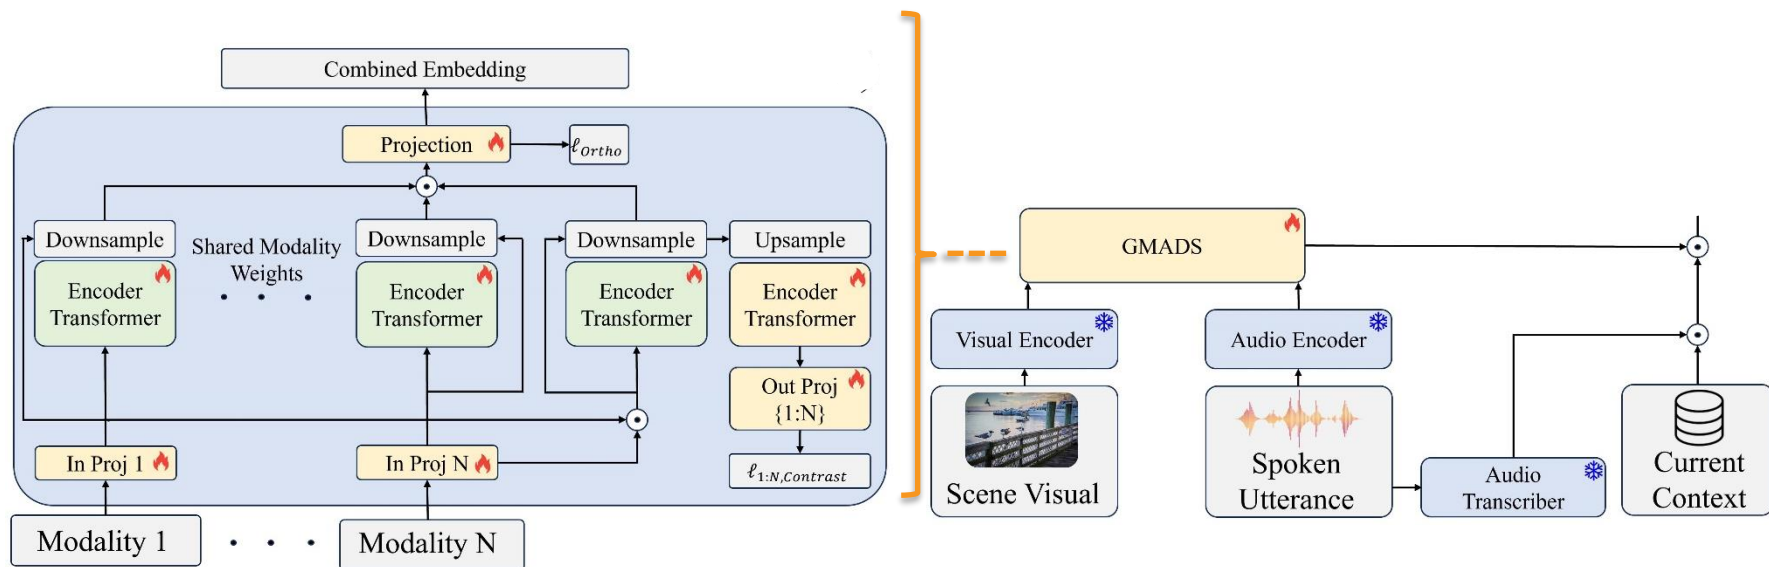 Combined Embedding
Projection
ℓ_Ortho
Downsample
Shared Modality
Weights
Downsample
Downsample
Upsample
Encoder
Transformer
Encoder
Transformer
Encoder
Transformer
Encoder
Transformer
Out Proj
{1:N}
In Proj 1
In Proj N
ℓ_1:N,Contrast
Modality 1
Modality N
GMADS
Visual Encoder
Audio Encoder
Scene Visual
Spoken
Utterance
Audio
Transcriber
Current
Context